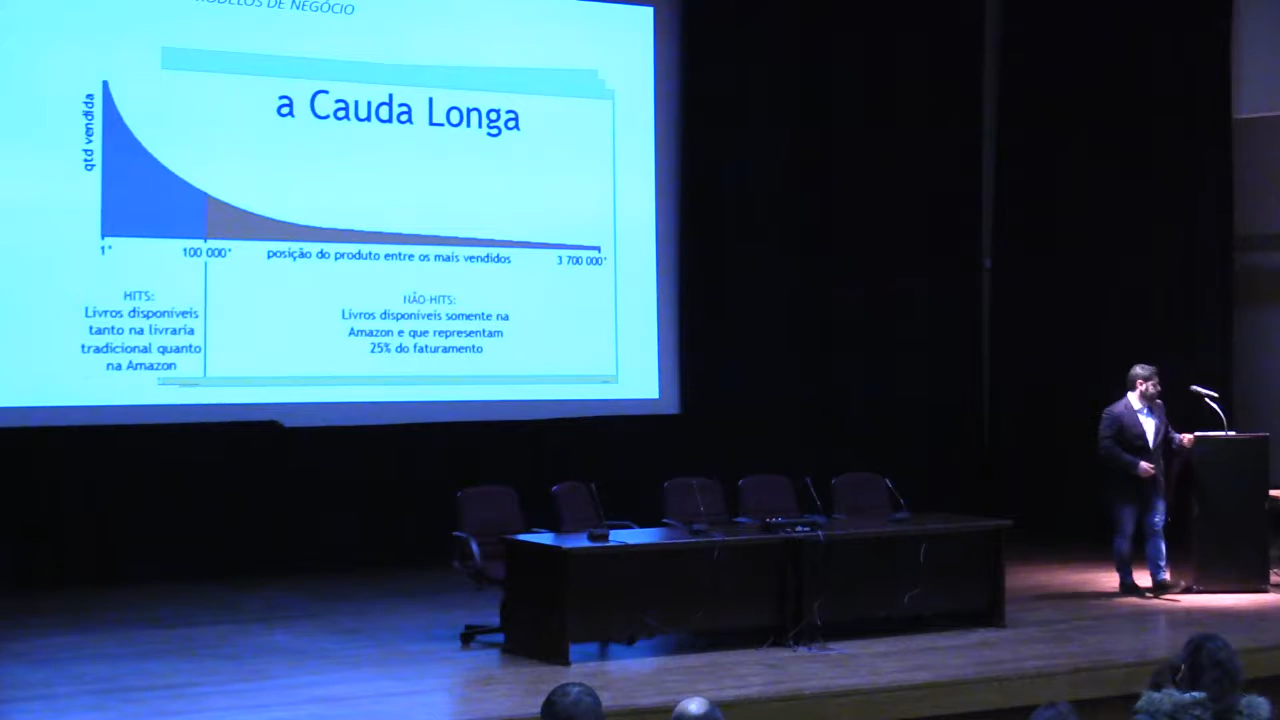 MODELOS DE NEGÓCIO
a Cauda Longa
qtd vendida
1°
100 000°
posição do produto entre os mais vendidos
3 700 000°
HITS:
Livros disponíveis
tanto na livraria
tradicional quanto
na Amazon
NÃO-HITS:
Livros disponíveis somente na
Amazon e que representam
25% do faturamento